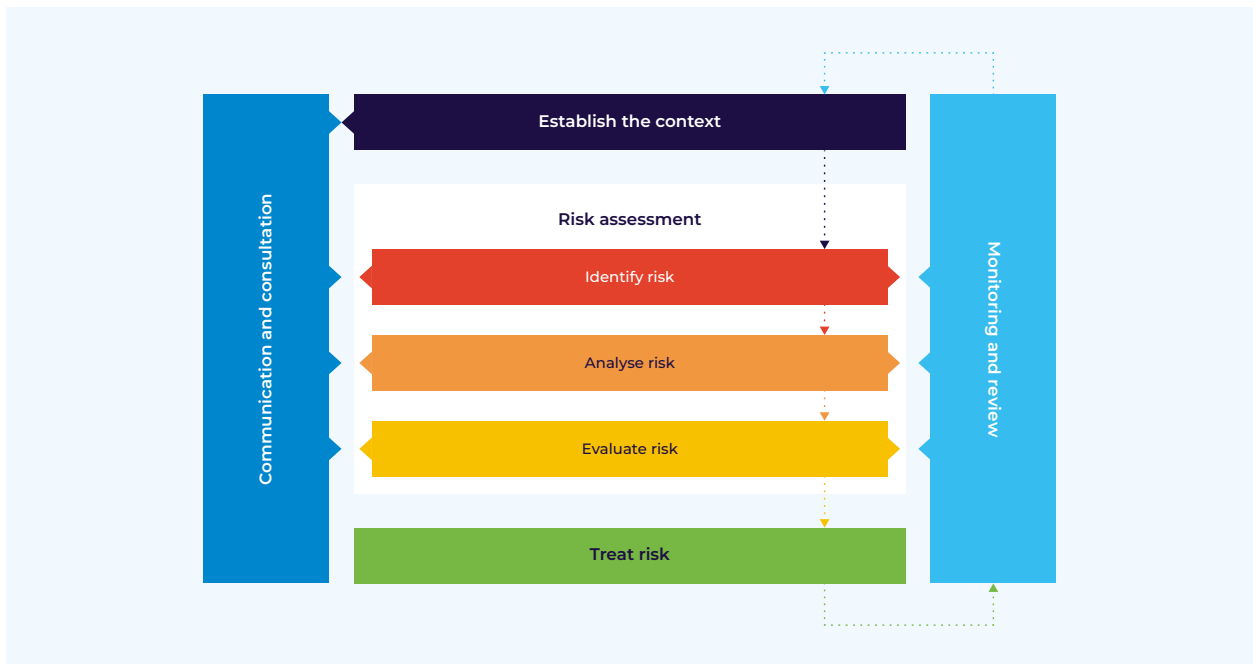 Communication and consultation
Establish the context
Risk assessment
Identify risk
Analyse risk
Evaluate risk
Treat risk
Monitoring and review